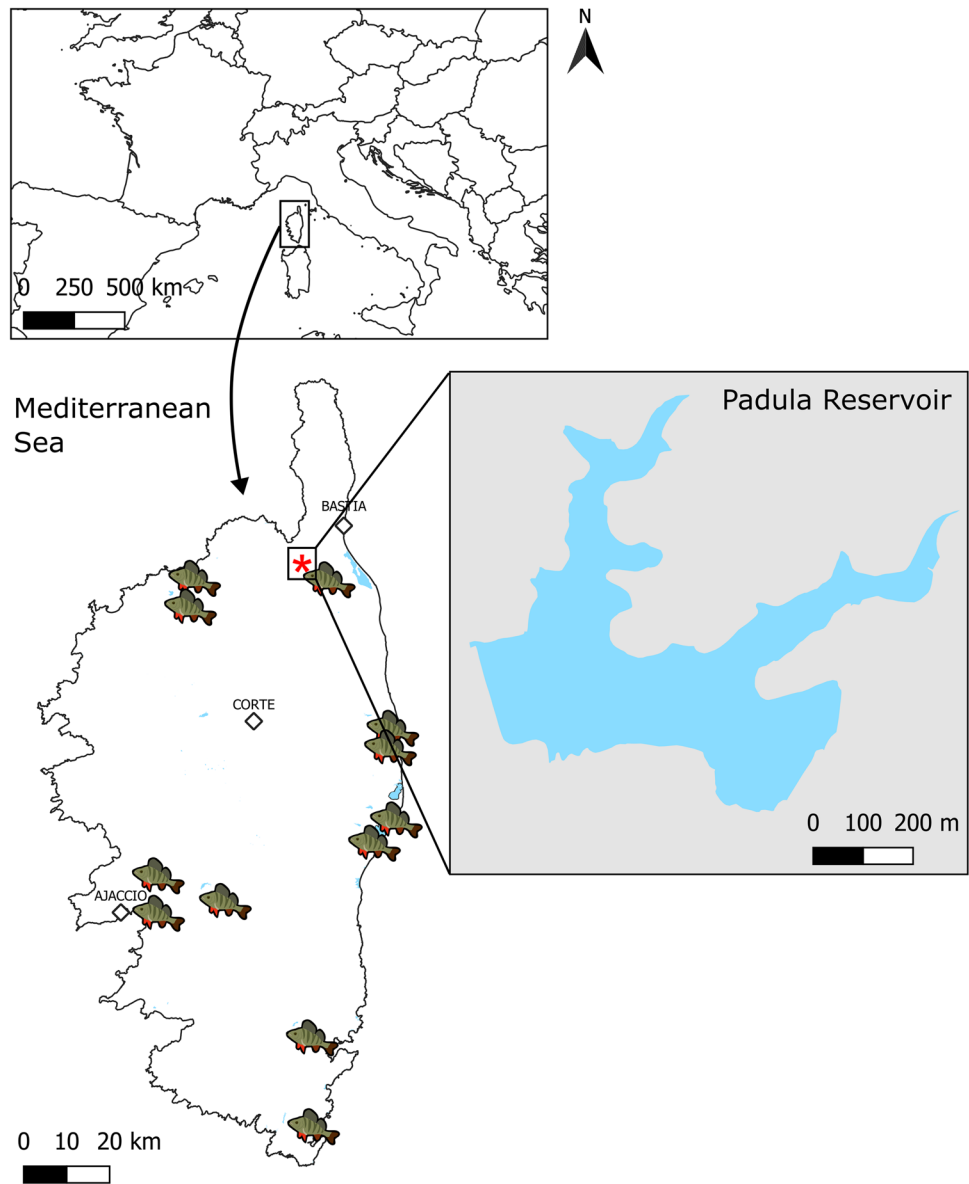 N
0 250 500 km
Mediterranean
Sea
Padula Reservoir
BASTIA
*
CORTE
0 100 200 m
AJACCIO
0 10 20 km